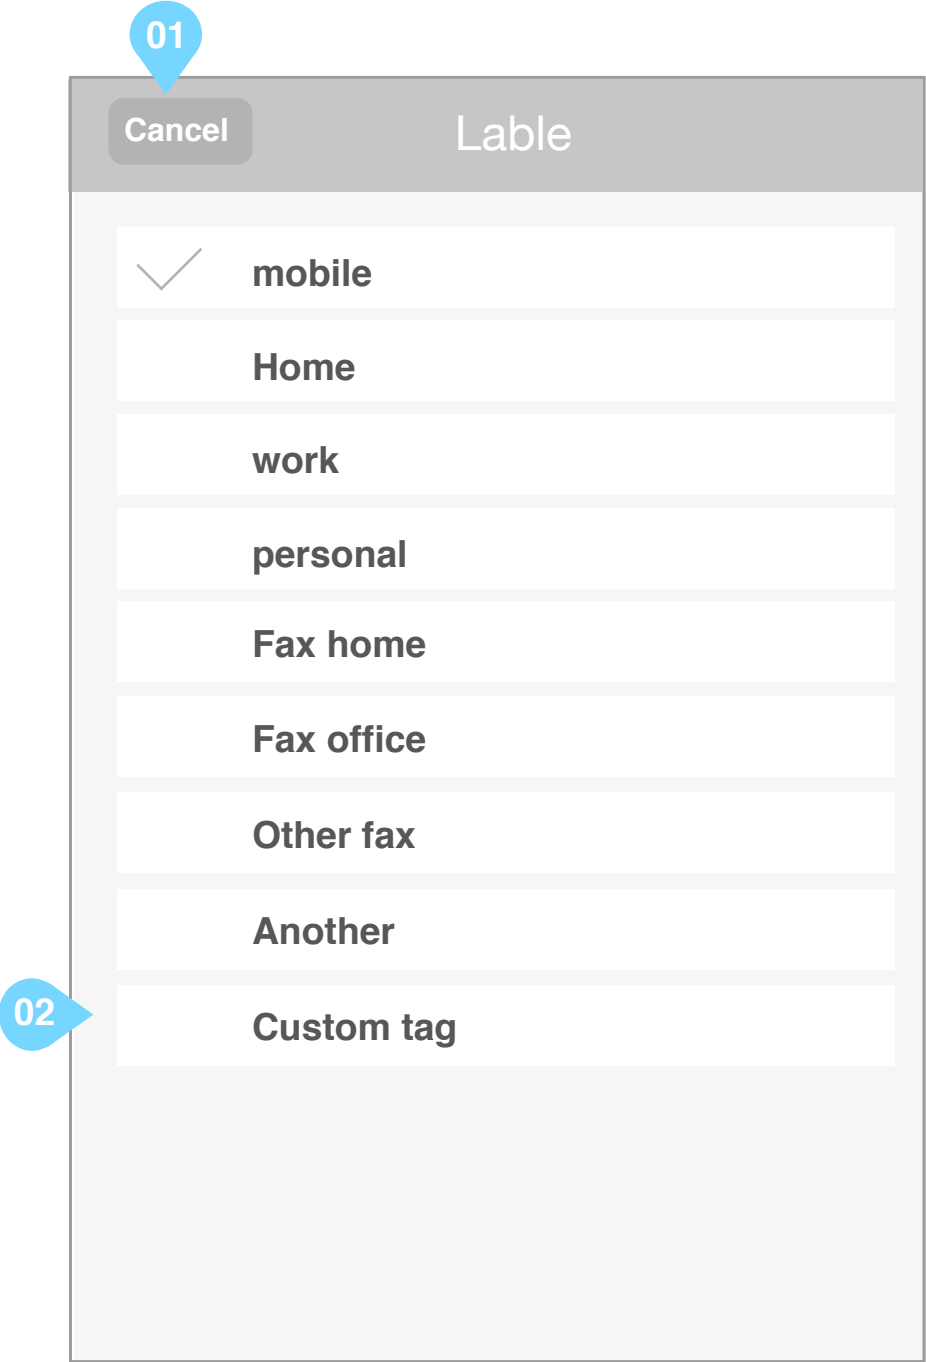 01
Cancel
Lable
mobile
Home
work
personal
Fax home
Fax office
Other fax
Another
02
Custom tag